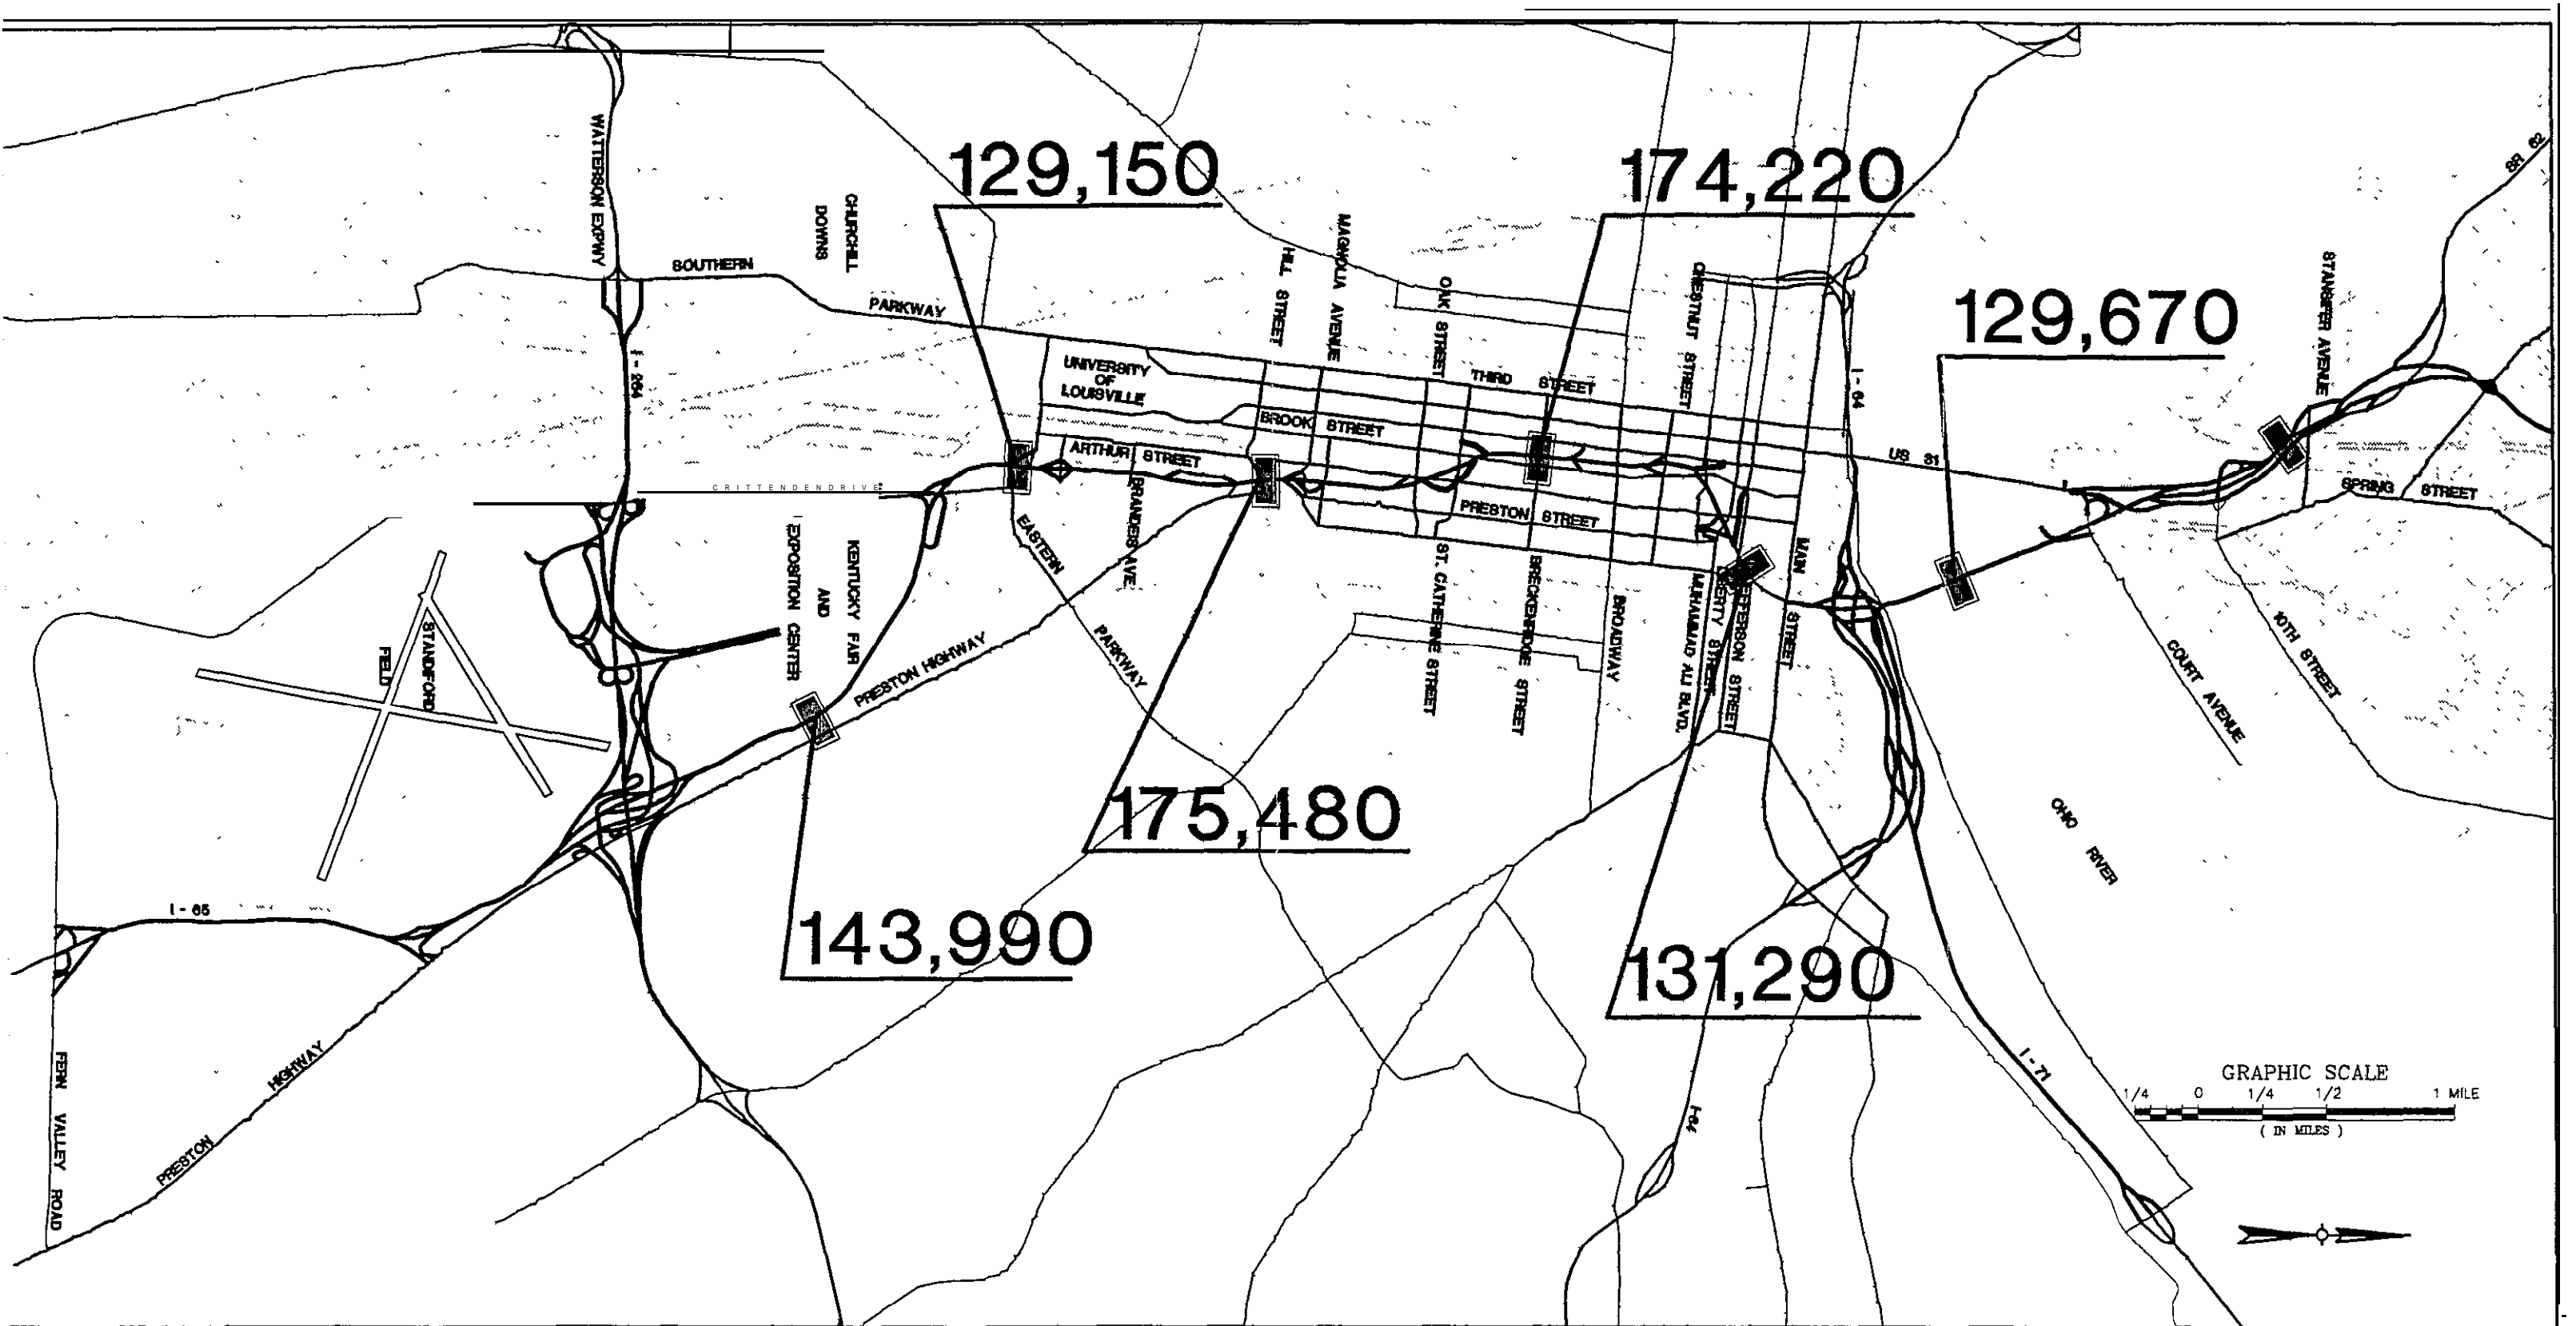 WATTERSON EXPWY
SOUTHERN
PARKWAY
CHURCHILL
DOWNS
129,150
174,220
129,670
SR 62
STANSIFER AVENUE
HILL STREET
MAGNOLIA AVENUE
OAK STREET
CHESTNUT STREET
I-264
I-64
UNIVERSITY
OF
LOUISVILLE
THIRD STREET
BROOK STREET
ARTHUR STREET
US 31
SPRING STREET
CRITTENDENDRIVE
BRANDEIS AVE.
PRESTON STREET
EASTERN
PARKWAY
KENTUCKY FAIR
AND
EXPOSITION CENTER
STANDIFORD
FIELD
PRESTON HIGHWAY
ST. CATHERINE STREET
BRECKENRIDGE STREET
BROADWAY
MUHAMMAD ALI BLVD.
JEFFERSON STREET
MAIN STREET
COURT AVENUE
10TH STREET
OHIO RIVER
175,480
143,990
131,290
I-65
FERN VALLEY ROAD
PRESTON HIGHWAY
I-64
I-71
GRAPHIC SCALE
1/4 0 1/4 1/2 1 MILE
( IN MILES )